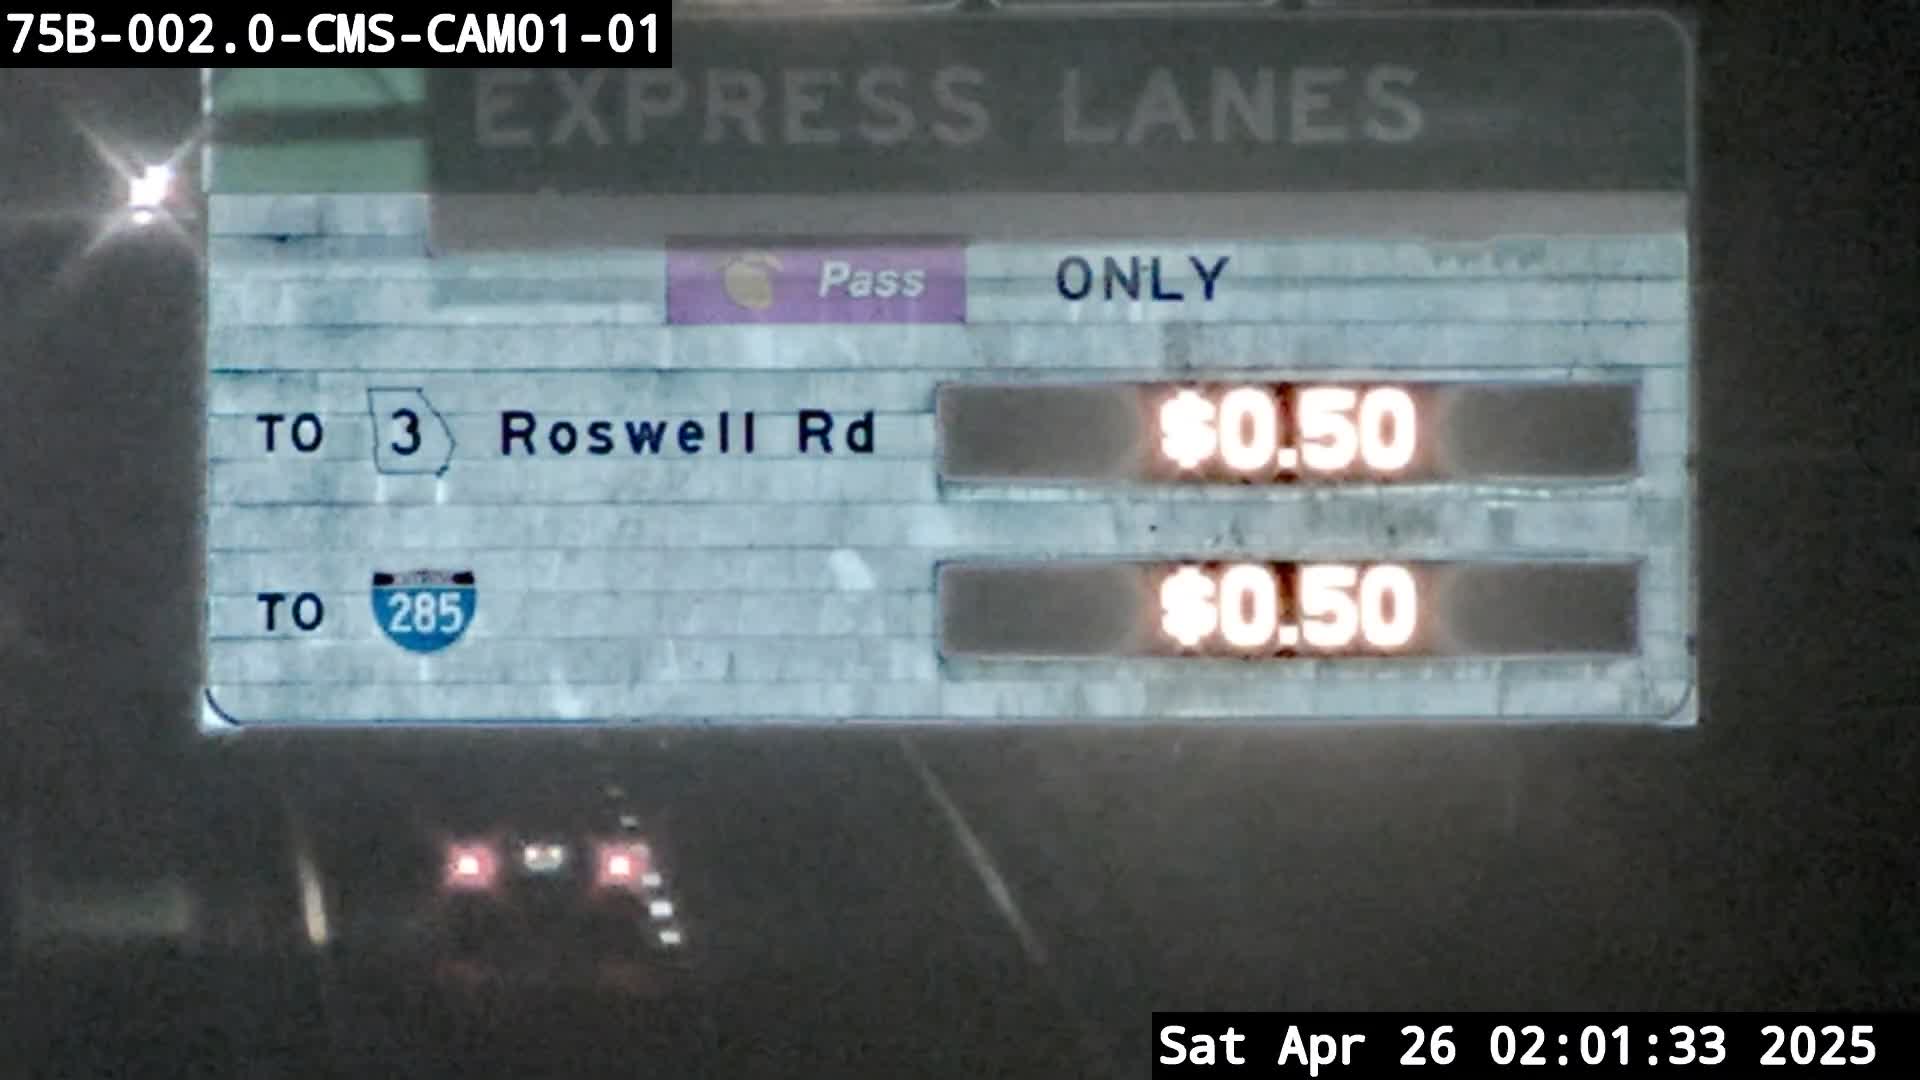 75B-002.0-CMS-CAM01-01
EXPRESS LANES
Pass ONLY
TO 3 Roswell Rd $0.50
TO 285 $0.50
Sat Apr 26 02:01:33 2025